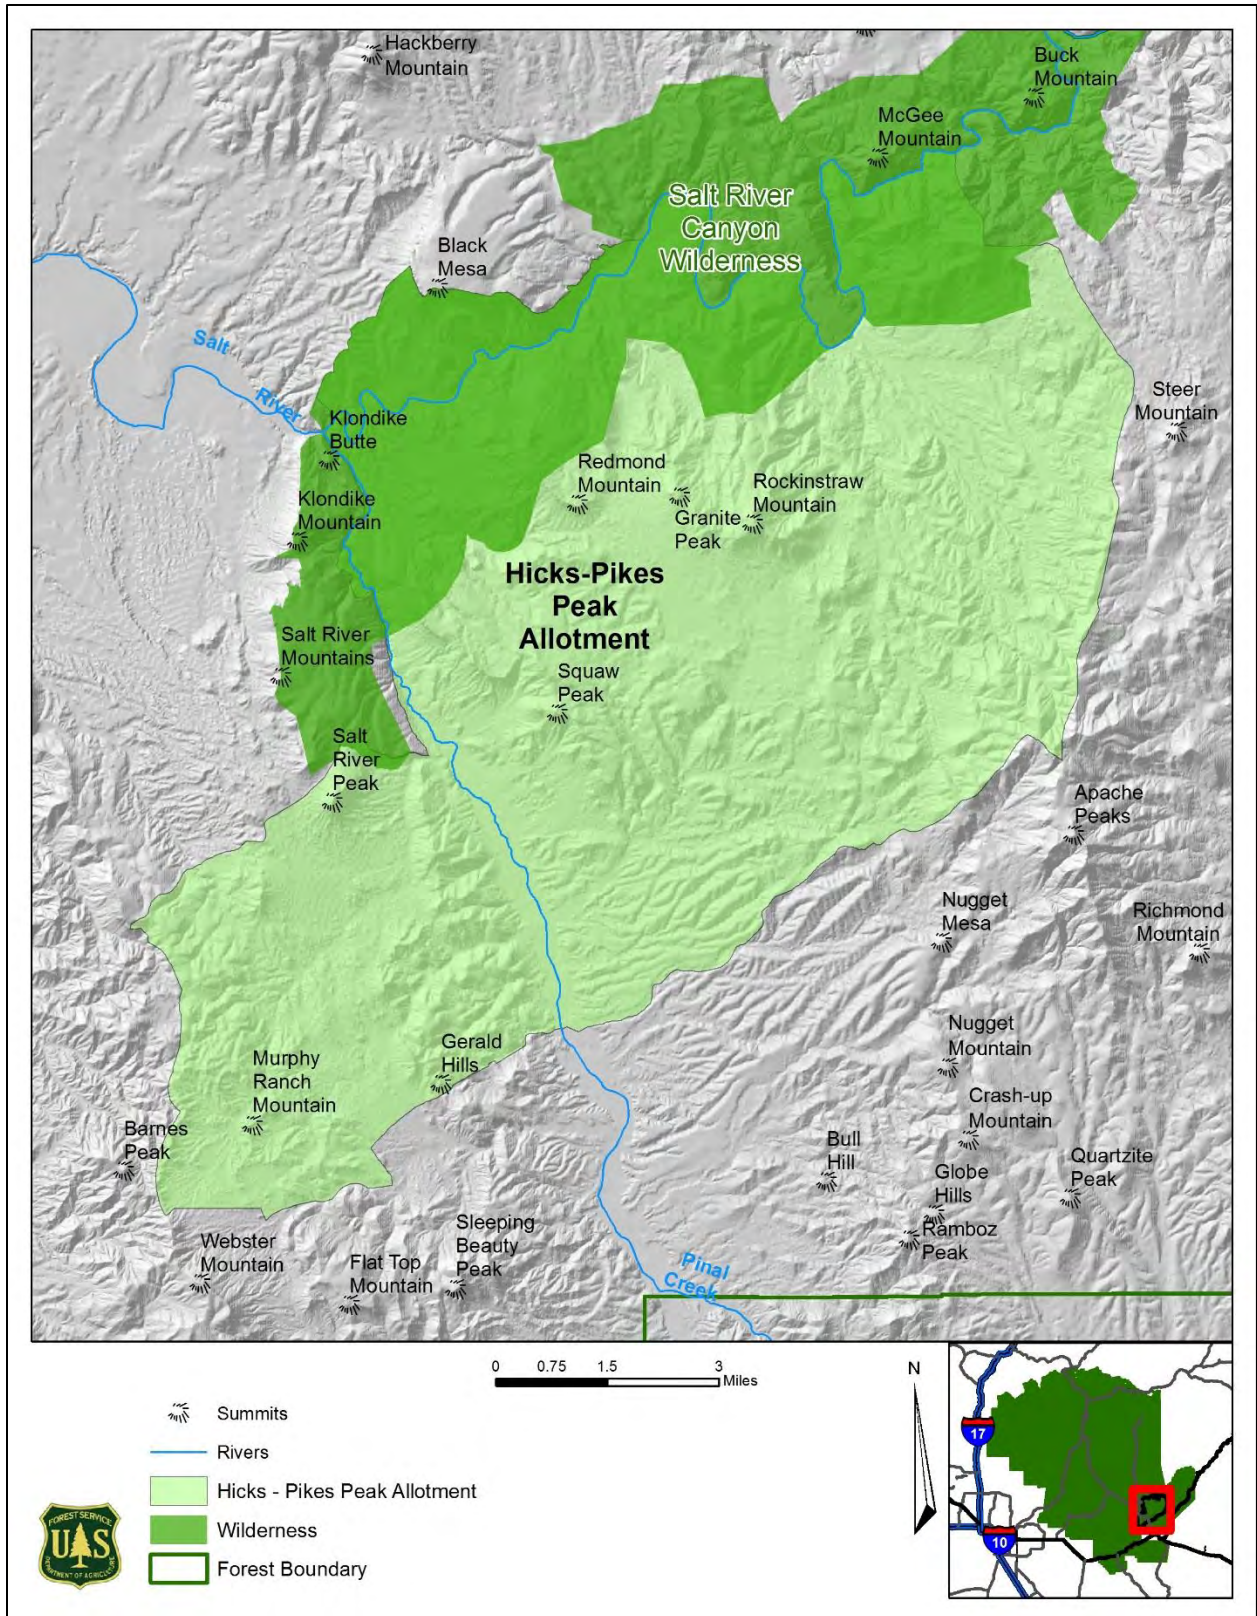 Hackberry
Mountain
Buck
Mountain
McGee
Mountain
Salt River
Canyon
Wilderness
Black
Mesa
Salt
River
Klondike
Butte
Steer
Mountain
Redmond
Mountain
Rockinstraw
Mountain
Klondike
Mountain
Granite
Peak
Hicks-Pikes
Peak
Allotment
Salt River
Mountains
Squaw
Peak
Salt
River
Peak
Apache
Peaks
Nugget
Mesa
Richmond
Mountain
Nugget
Mountain
Gerald
Hills
Murphy
Ranch
Mountain
Crash-up
Mountain
Barnes
Peak
Bull
Hill
Quartzite
Peak
Globe
Hills
Ramboz
Peak
Sleeping
Beauty
Peak
Webster
Mountain
Flat Top
Mountain
Pinal
Creek
0 0.75 1.5 3
Miles
N
Summits
Rivers
Hicks - Pikes Peak Allotment
Wilderness
Forest Boundary
FOREST SERVICE
U S
DEPARTMENT OF AGRICULTURE
17
10